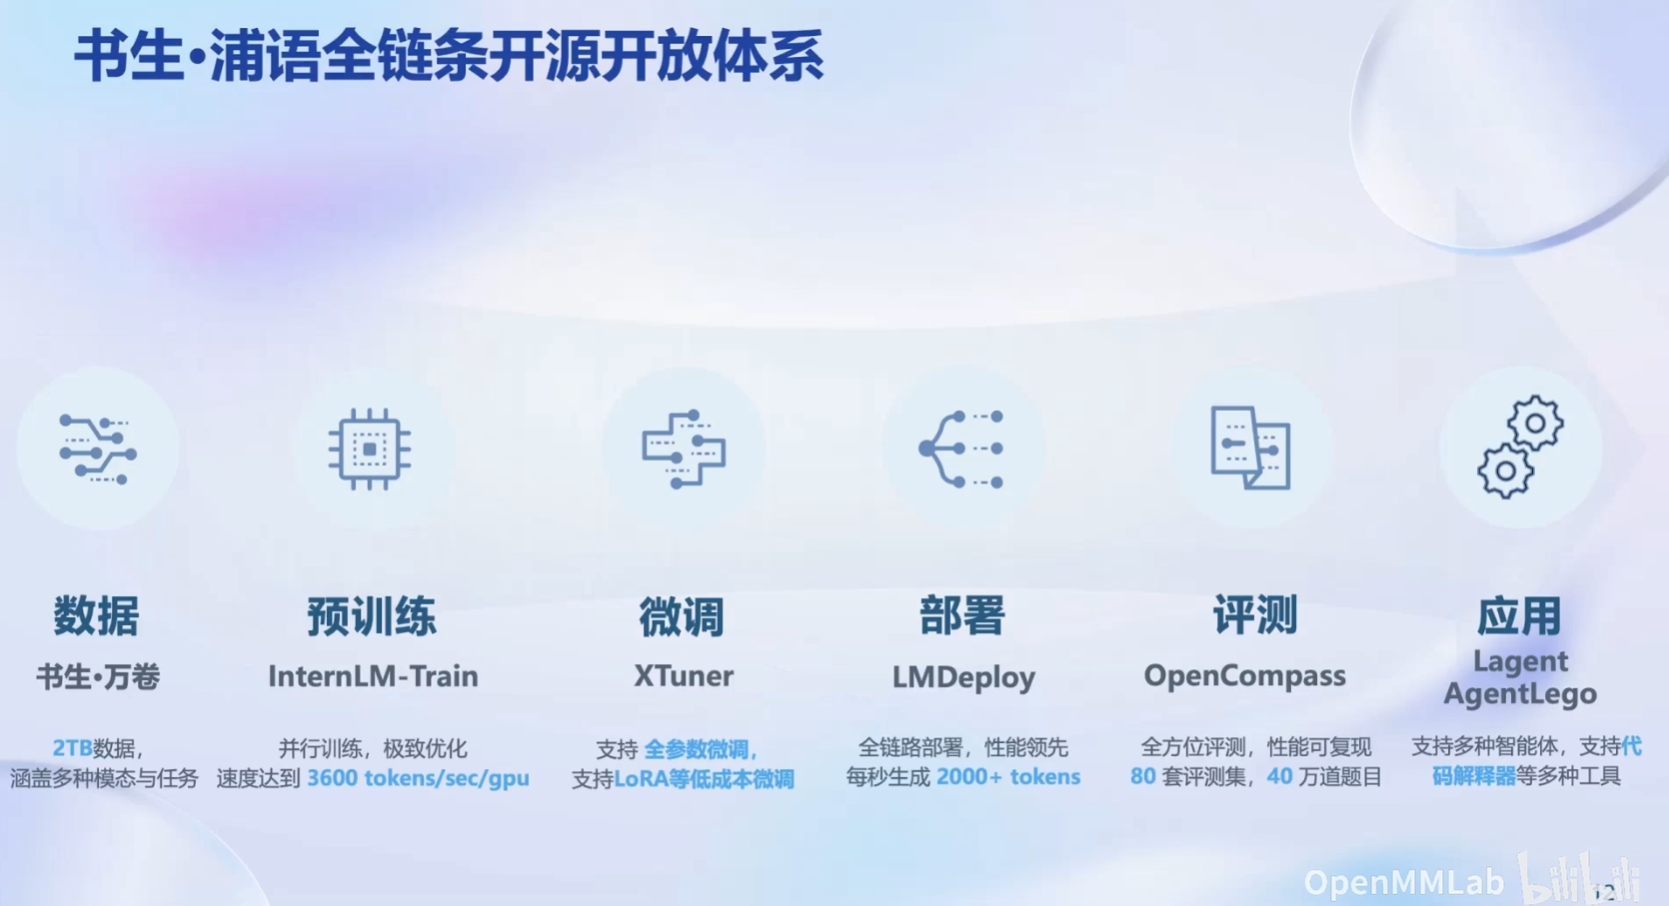 书生·浦语全链条开源开放体系
数据
书生·万卷
2TB数据，
涵盖多种模态与任务
预训练
InternLM-Train
并行训练，极致优化
速度达到 3600 tokens/sec/gpu
微调
XTuner
支持 全参数微调，
支持LoRA等低成本微调
部署
LMDeploy
全链路部署，性能领先
每秒生成 2000+ tokens
评测
OpenCompass
全方位评测，性能可复现
80 套评测集，40 万道题目
应用
Lagent
AgentLego
支持多种智能体，支持代
码解释器等多种工具
OpenMMLab bilibili
12